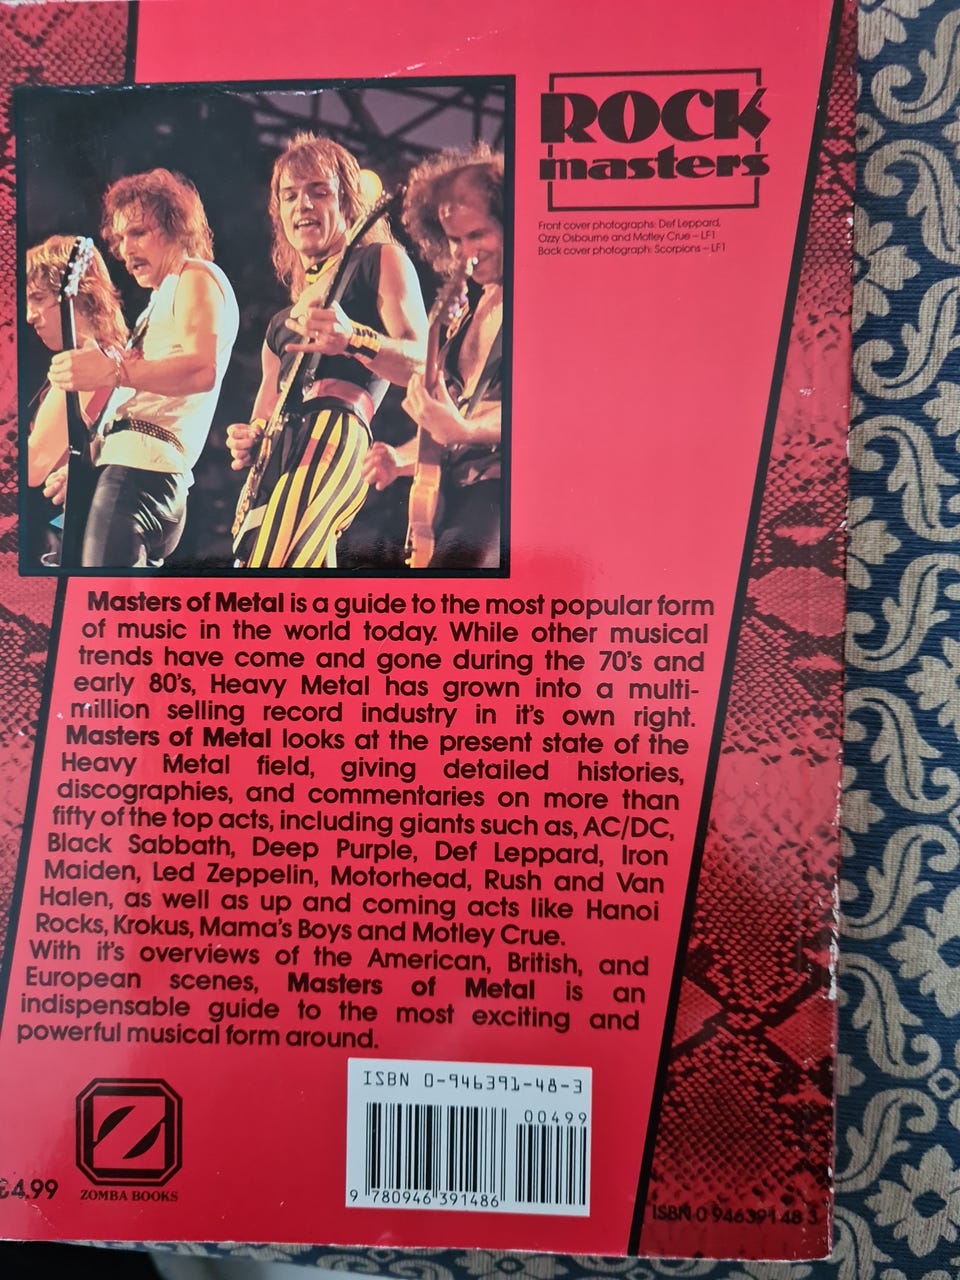 ROCK
masters
Front cover photographs: Def Leppard,
Ozzy Osbourne and Motley Crue – LFI
Back cover photograph: Scorpions – LFI
Masters of Metal is a guide to the most popular form
of music in the world today. While other musical
trends have come and gone during the 70's and
early 80's, Heavy Metal has grown into a multi-
million selling record industry in it's own right.
Masters of Metal looks at the present state of the
Heavy Metal field, giving detailed histories,
discographies, and commentaries on more than
fifty of the top acts, including giants such as, AC/DC,
Black Sabbath, Deep Purple, Def Leppard, Iron
Maiden, Led Zeppelin, Motorhead, Rush and Van
Halen, as well as up and coming acts like Hanoi
Rocks, Krokus, Mama's Boys and Motley Crue.
With it's overviews of the American, British, and
European scenes, Masters of Metal is an
indispensable guide to the most exciting and
powerful musical form around.
ISBN 0-946391-48-3
00499
9 780946 391486
Z
ZOMBA BOOKS
£4.99
ISBN 0 946391 48 3